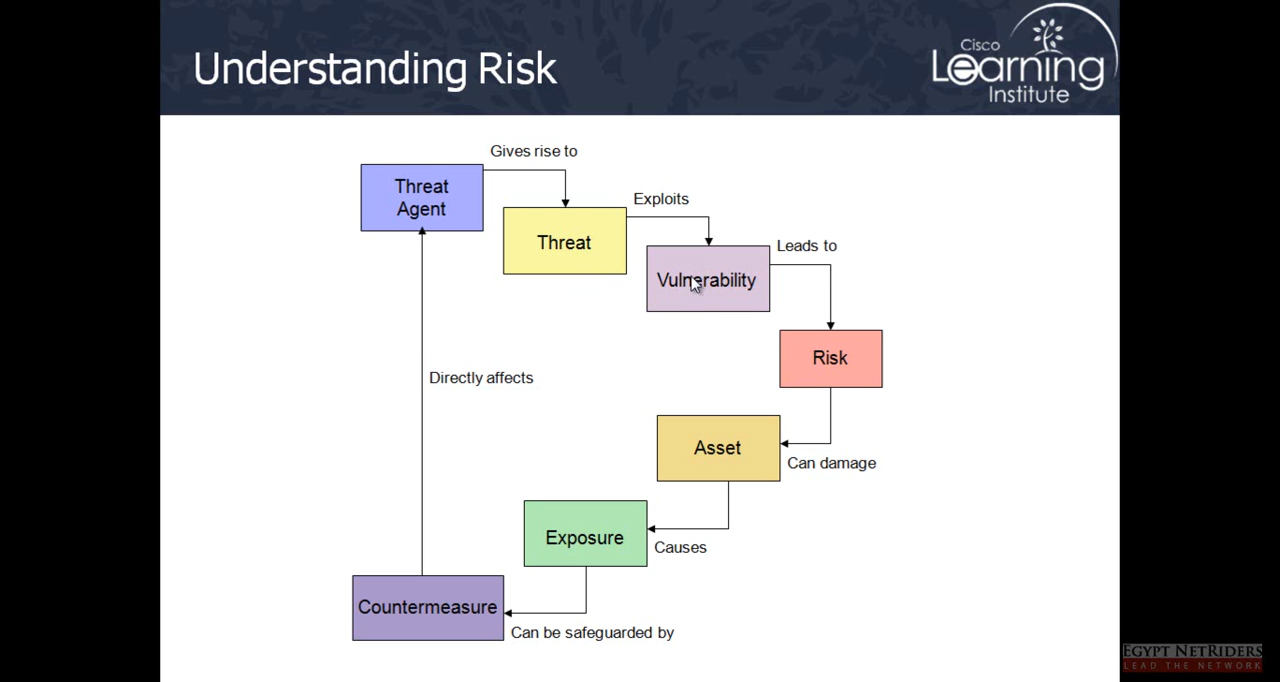 Understanding Risk
Cisco
Learning
Institute
Gives rise to
Threat
Agent
Exploits
Threat
Leads to
Vulnerability
Risk
Directly affects
Asset
Can damage
Exposure
Causes
Countermeasure
Can be safeguarded by
EGYPT NETRIDERS
LEAD THE NETWORK